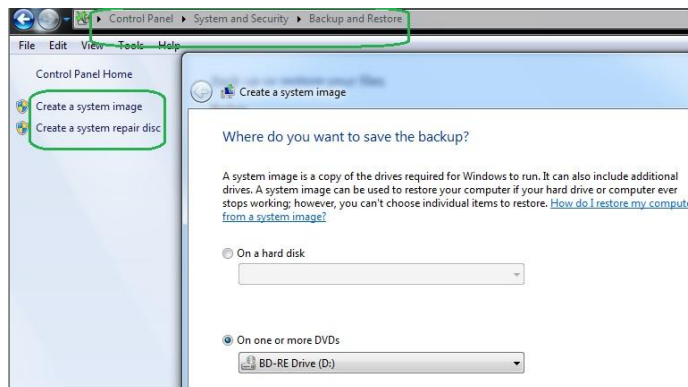 Control Panel ▸ System and Security ▸ Backup and Restore
File Edit View Tools Help
Control Panel Home
Create a system image
Create a system repair disc
Create a system image
Where do you want to save the backup?
A system image is a copy of the drives required for Windows to run. It can also include additional
drives. A system image can be used to restore your computer if your hard drive or computer ever
stops working; however, you can't choose individual items to restore. How do I restore my compute
from a system image?
On a hard disk
On one or more DVDs
BD-RE Drive (D:)